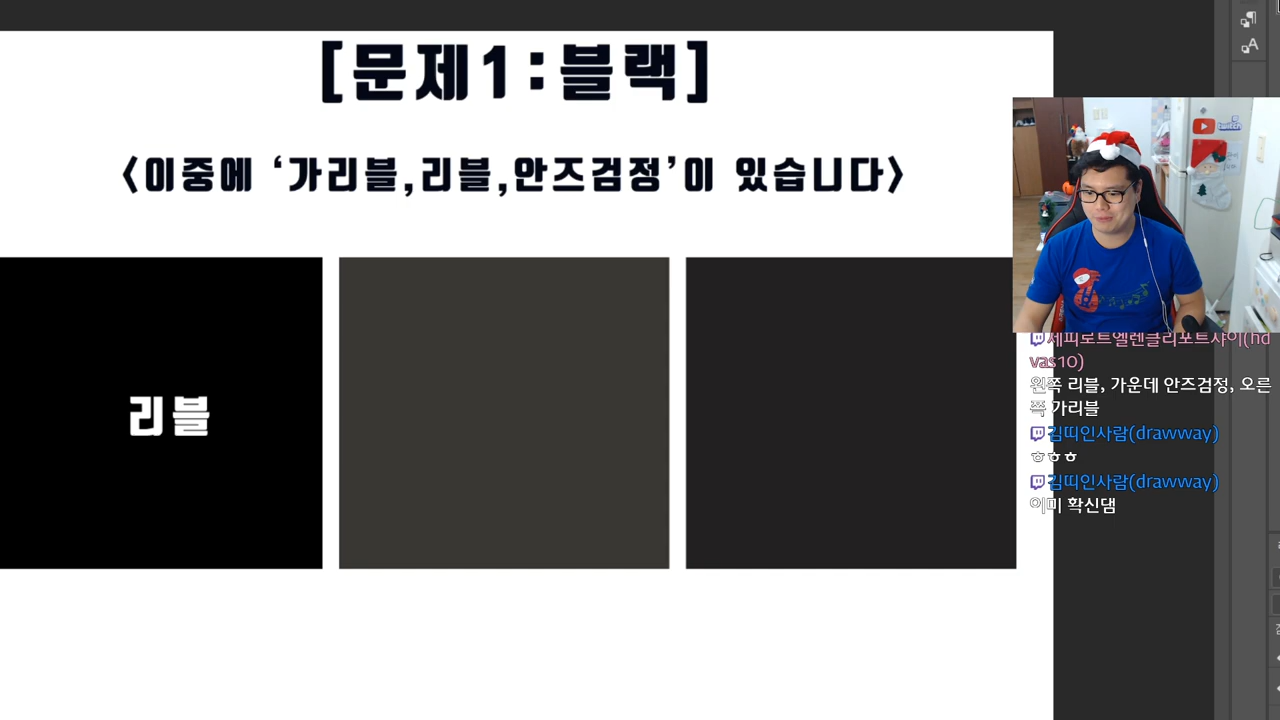 [문제1:블랙]
<이중에 ‘가리블,리블,안즈검정’이 있습니다>
리블
세피로트엘렌클리포트샤이(hd
vas10)
왼쪽 리블, 가운데 안즈검정, 오른
쪽 가리블
김띠인사람(drawway)
ㅎㅎㅎ
김띠인사람(drawway)
이미 확신댐